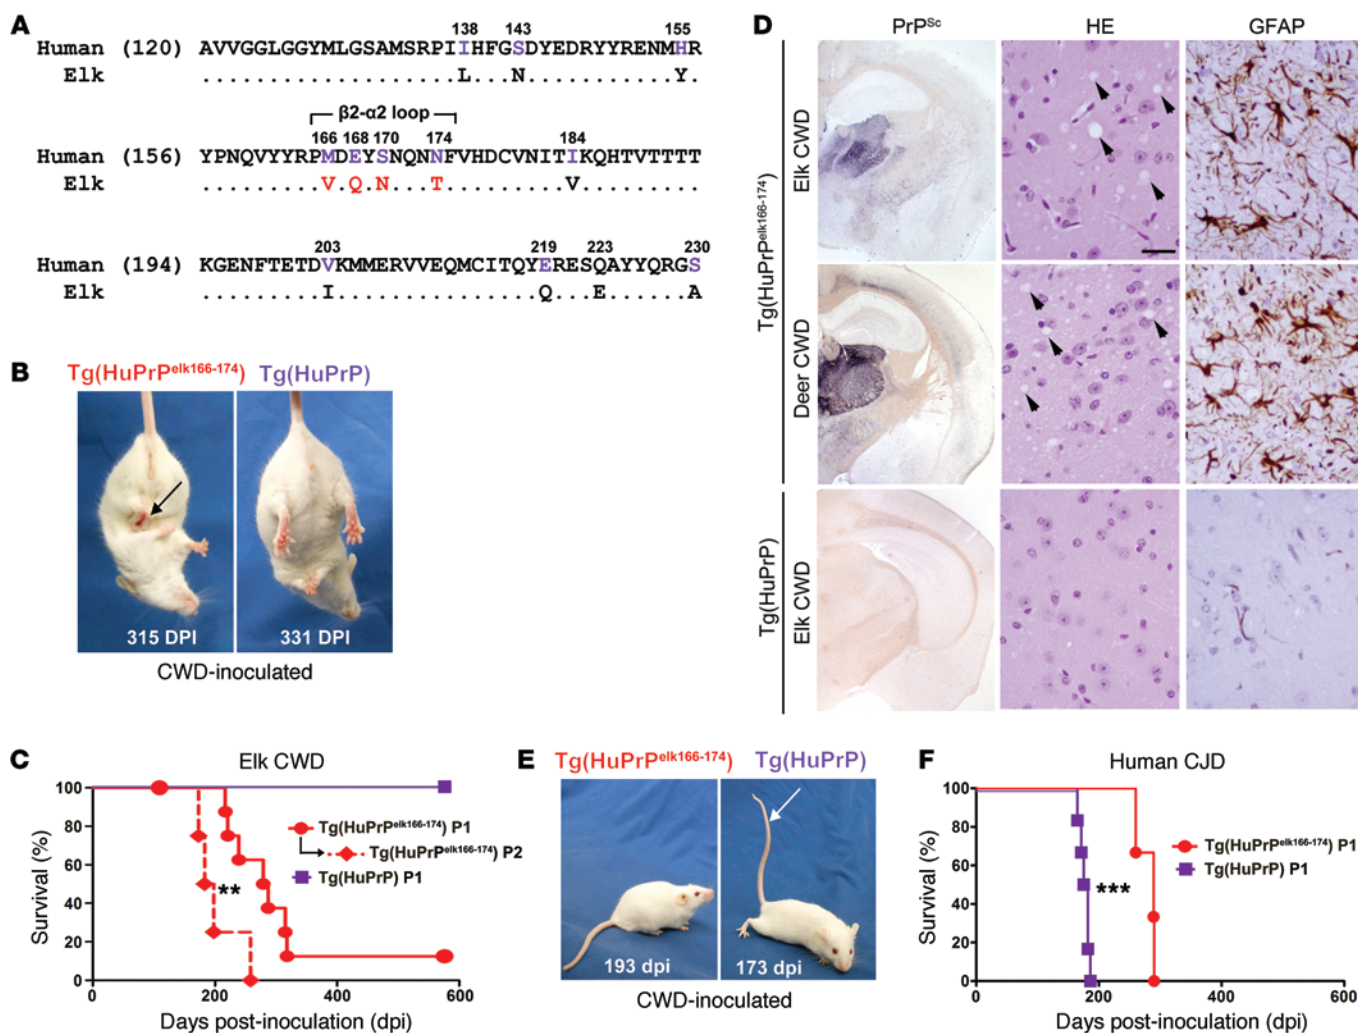 A
138 143 155
Human (120) AVVGGLGGYMLGSAMSRPIIHFGSDYEDRYYRENMHR
Elk ....................L....N...........Y.
β2-α2 loop
166 168 170 174 184
Human (156) YPNQVYYRPMDEYSNQNNFVHDCVNITIKQHTVTTTT
Elk ..........V.Q.N...T.........V.........
203 219 223 230
Human (194) KGENFTETDVKMMERVVEQMCITQYERESQAYYQRGS
Elk .........I...............Q...E......A
B
Tg(HuPrPelk166-174) Tg(HuPrP)
315 DPI 331 DPI
CWD-inoculated
C
Elk CWD
Survival (%)
100
80
60
40
20
0
0 200 400 600
Days post-inoculation (dpi)
Tg(HuPrPelk166-174) P1
Tg(HuPrPelk166-174) P2
Tg(HuPrP) P1
**
D
PrPSc HE GFAP
Tg(HuPrPelk166-174)
Elk CWD
Deer CWD
Tg(HuPrP)
Elk CWD
E
Tg(HuPrPelk166-174) Tg(HuPrP)
193 dpi 173 dpi
CWD-inoculated
F
Human CJD
Survival (%)
100
80
60
40
20
0
0 200 400 600
Days post-inoculation (dpi)
Tg(HuPrPelk166-174) P1
Tg(HuPrP) P1
***